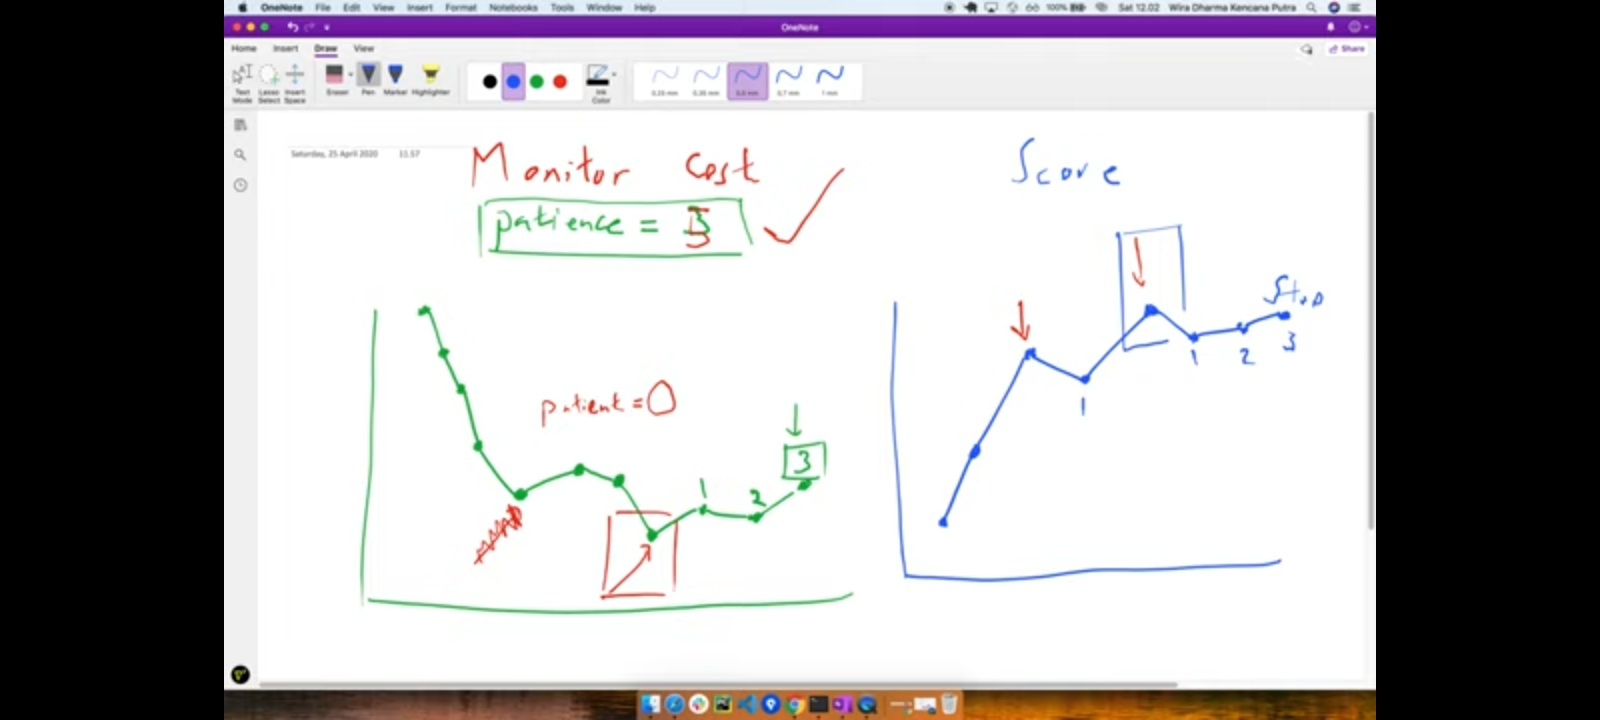 OneNote File Edit View Insert Format Notebooks Tools Window Help 100% Sat 12.02 Wira Dharma Kencana Putra
OneNote
Home Insert Draw View Share
Text Mode Lasso Select Insert Space Eraser Pen Marker Highlighter Ink Color 0.25 mm 0.35 mm 0.5 mm 0.7 mm 1 mm
Saturday, 25 April 2020 11.57
Monitor Cost
Score
patience =
Stop
patient = 0
1 2 3
1
3
1 2